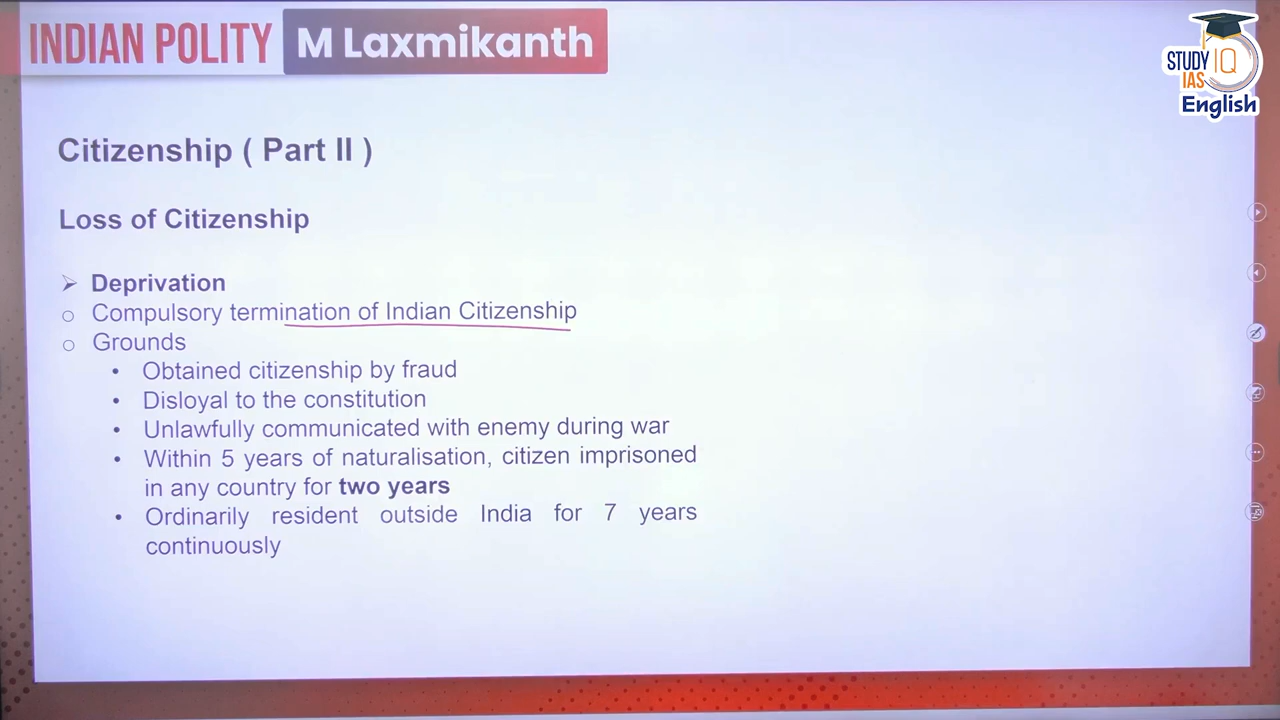 INDIAN POLITY M Laxmikanth
STUDY IQ
IAS
English
Citizenship ( Part II )
Loss of Citizenship
➢ Deprivation
○ Compulsory termination of Indian Citizenship
○ Grounds
• Obtained citizenship by fraud
• Disloyal to the constitution
• Unlawfully communicated with enemy during war
• Within 5 years of naturalisation, citizen imprisoned
in any country for two years
• Ordinarily resident outside India for 7 years
continuously